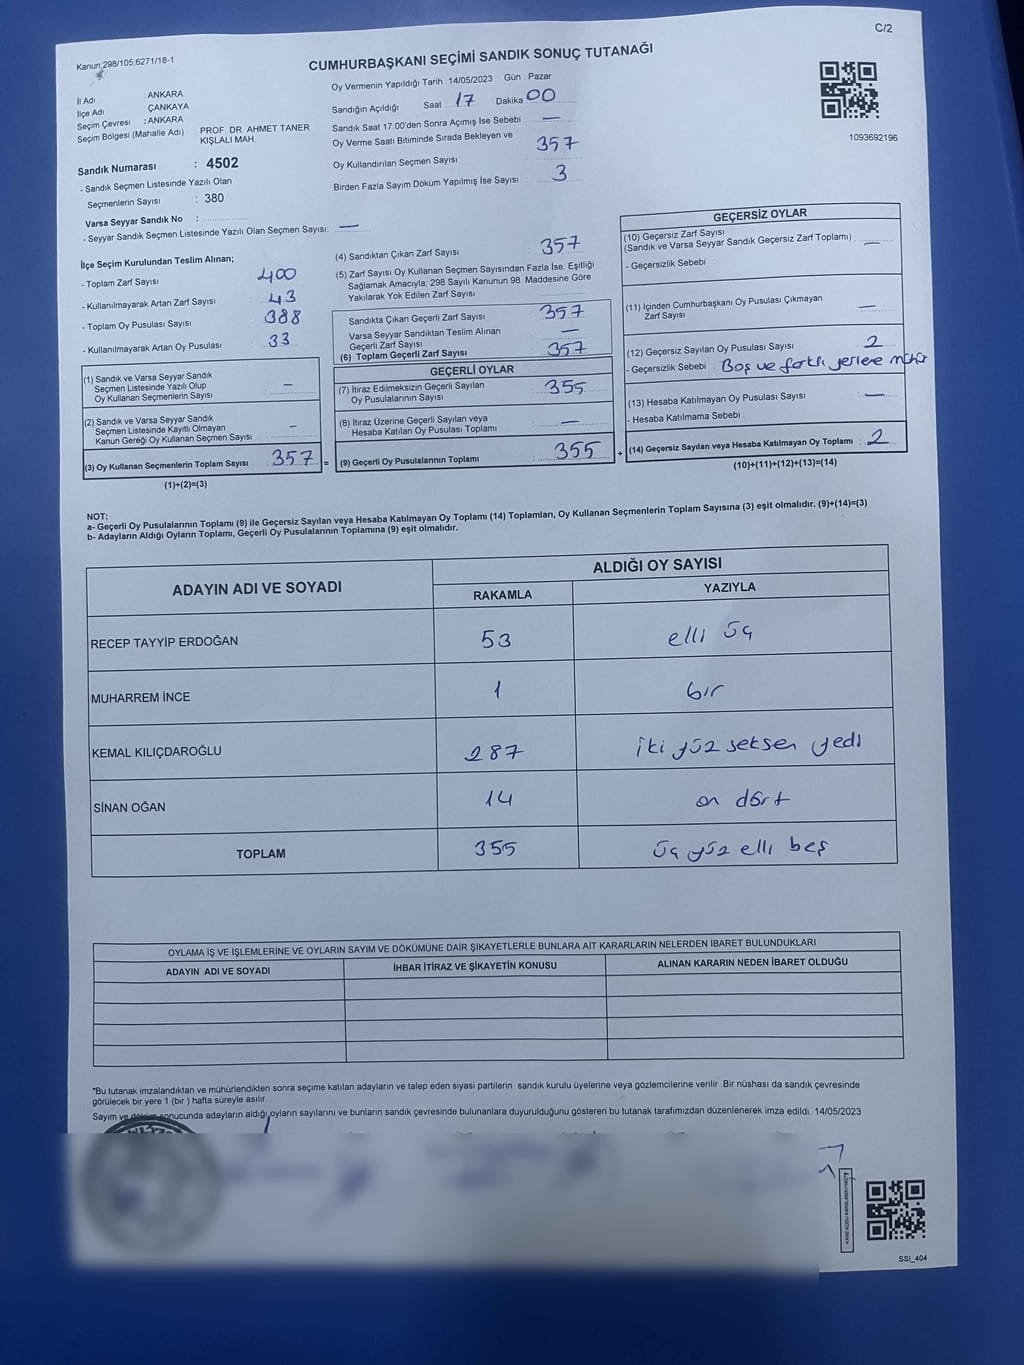 C/2
Kanun:298/105;6271/18-1
CUMHURBAŞKANI SEÇİMİ SANDIK SONUÇ TUTANAĞI
1093692196
İl Adı : ANKARA
İlçe Adı : ÇANKAYA
Seçim Çevresi : ANKARA
Seçim Bölgesi (Mahalle Adı) : PROF. DR. AHMET TANER
KIŞLALI MAH.
Sandık Numarası : 4502
- Sandık Seçmen Listesinde Yazılı Olan
Seçmenlerin Sayısı : 380
Varsa Seyyar Sandık No :
- Seyyar Sandık Seçmen Listesinde Yazılı Olan Seçmen Sayısı: —
Oy Vermenin Yapıldığı Tarih : 14/05/2023 Gün : Pazar
Sandığın Açıldığı Saat 17 Dakika 00
Sandık Saat 17.00'den Sonra Açımış İse Sebebi : —
Oy Verme Saati Bitiminde Sırada Bekleyen ve
Oy Kullandırılan Seçmen Sayısı : 357
Birden Fazla Sayım Döküm Yapılmış İse Sayısı : 3
İlçe Seçim Kurulundan Teslim Alınan;
- Toplam Zarf Sayısı : 400
- Kullanılmayarak Artan Zarf Sayısı : 43
- Toplam Oy Pusulası Sayısı : 388
- Kullanılmayarak Artan Oy Pusulası : 33
(1) Sandık ve Varsa Seyyar Sandık
Seçmen Listesinde Yazılı Olup
Oy Kullanan Seçmenlerin Sayısı : —
(2) Sandık ve Varsa Seyyar Sandık
Seçmen Listesinde Kayıtlı Olmayan
Kanun Gereği Oy Kullanan Seçmen Sayısı : —
(3) Oy Kullanan Seçmenlerin Toplam Sayısı : 357 =
(1)+(2)=(3)
(4) Sandıktan Çıkan Zarf Sayısı : 357
(5) Zarf Sayısı Oy Kullanan Seçmen Sayısından Fazla İse, Eşitliği
Sağlamak Amacıyla; 298 Sayılı Kanunun 98. Maddesine Göre
Yakılarak Yok Edilen Zarf Sayısı :
Sandıkta Çıkan Geçerli Zarf Sayısı : 357
Varsa Seyyar Sandıktan Teslim Alınan
Geçerli Zarf Sayısı : —
(6) Toplam Geçerli Zarf Sayısı : 357
GEÇERLİ OYLAR
(7) İtiraz Edilmeksizin Geçerli Sayılan
Oy Pusulalarının Sayısı : 355
(8) İtiraz Üzerine Geçerli Sayılan veya
Hesaba Katılan Oy Pusulası Toplamı : —
(9) Geçerli Oy Pusulalarının Toplamı : 355 +
GEÇERSİZ OYLAR
(10) Geçersiz Zarf Sayısı
(Sandık ve Varsa Seyyar Sandık Geçersiz Zarf Toplamı) : —
- Geçersizlik Sebebi :
(11) İçinden Cumhurbaşkanı Oy Pusulası Çıkmayan
Zarf Sayısı : —
(12) Geçersiz Sayılan Oy Pusulası Sayısı : 2
- Geçersizlik Sebebi : Boş ve farklı yerlere mühür
(13) Hesaba Katılmayan Oy Pusulası Sayısı : —
- Hesaba Katılmama Sebebi :
(14) Geçersiz Sayılan veya Hesaba Katılmayan Oy Toplamı : 2
(10)+(11)+(12)+(13)=(14)
NOT:
a- Geçerli Oy Pusulalarının Toplamı (9) ile Geçersiz Sayılan veya Hesaba Katılmayan Oy Toplamı (14) Toplamları, Oy Kullanan Seçmenlerin Toplam Sayısına (3) eşit olmalıdır. (9)+(14)=(3)
b- Adayların Aldığı Oyların Toplamı, Geçerli Oy Pusulalarının Toplamına (9) eşit olmalıdır.
ADAYIN ADI VE SOYADI ALDIĞI OY SAYISI
RAKAMLA YAZIYLA
RECEP TAYYİP ERDOĞAN 53 elli üç
MUHARREM İNCE 1 bir
KEMAL KILIÇDAROĞLU 287 iki yüz seksen yedi
SİNAN OĞAN 14 on dört
TOPLAM 355 üç yüz elli beş
OYLAMA İŞ VE İŞLEMLERİNE VE OYLARIN SAYIM VE DÖKÜMÜNE DAİR ŞİKAYETLERLE BUNLARA AİT KARARLARIN NELERDEN İBARET BULUNDUKLARI
ADAYIN ADI VE SOYADI İHBAR İTİRAZ VE ŞİKAYETİN KONUSU ALINAN KARARIN NEDEN İBARET OLDUĞU
*Bu tutanak imzalandıktan ve mühürlendikten sonra seçime katılan adayların ve talep eden siyasi partilerin sandık kurulu üyelerine veya gözlemcilerine verilir. Bir nüshası da sandık çevresinde
görülecek bir yere 1 (bir) hafta süreyle asılır.
Sayım ve döküm sonucunda adayların aldığı oyların sayılarını ve bunların sandık çevresinde bulunanlara duyurulduğunu gösteren bu tutanak tarafımızdan düzenlenerek imza edildi. 14/05/2023
SSI_404